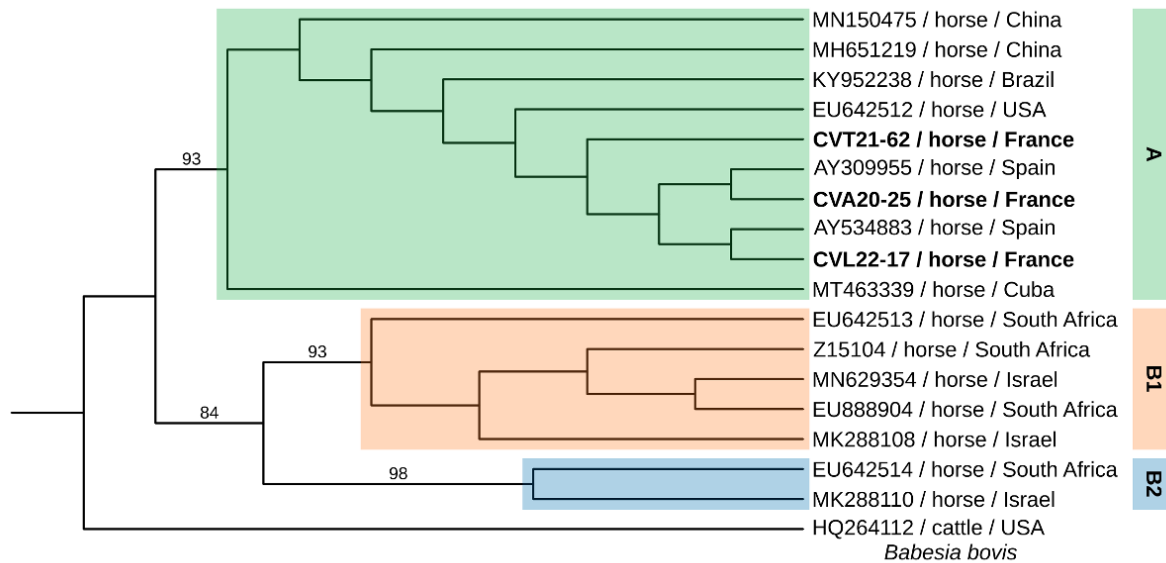 MN150475 / horse / China
MH651219 / horse / China
KY952238 / horse / Brazil
EU642512 / horse / USA
CVT21-62 / horse / France
93
AY309955 / horse / Spain
CVA20-25 / horse / France
AY534883 / horse / Spain
CVL22-17 / horse / France
MT463339 / horse / Cuba
A
EU642513 / horse / South Africa
93
Z15104 / horse / South Africa
MN629354 / horse / Israel
EU888904 / horse / South Africa
84
MK288108 / horse / Israel
B1
EU642514 / horse / South Africa
98
MK288110 / horse / Israel
B2
HQ264112 / cattle / USA
Babesia bovis